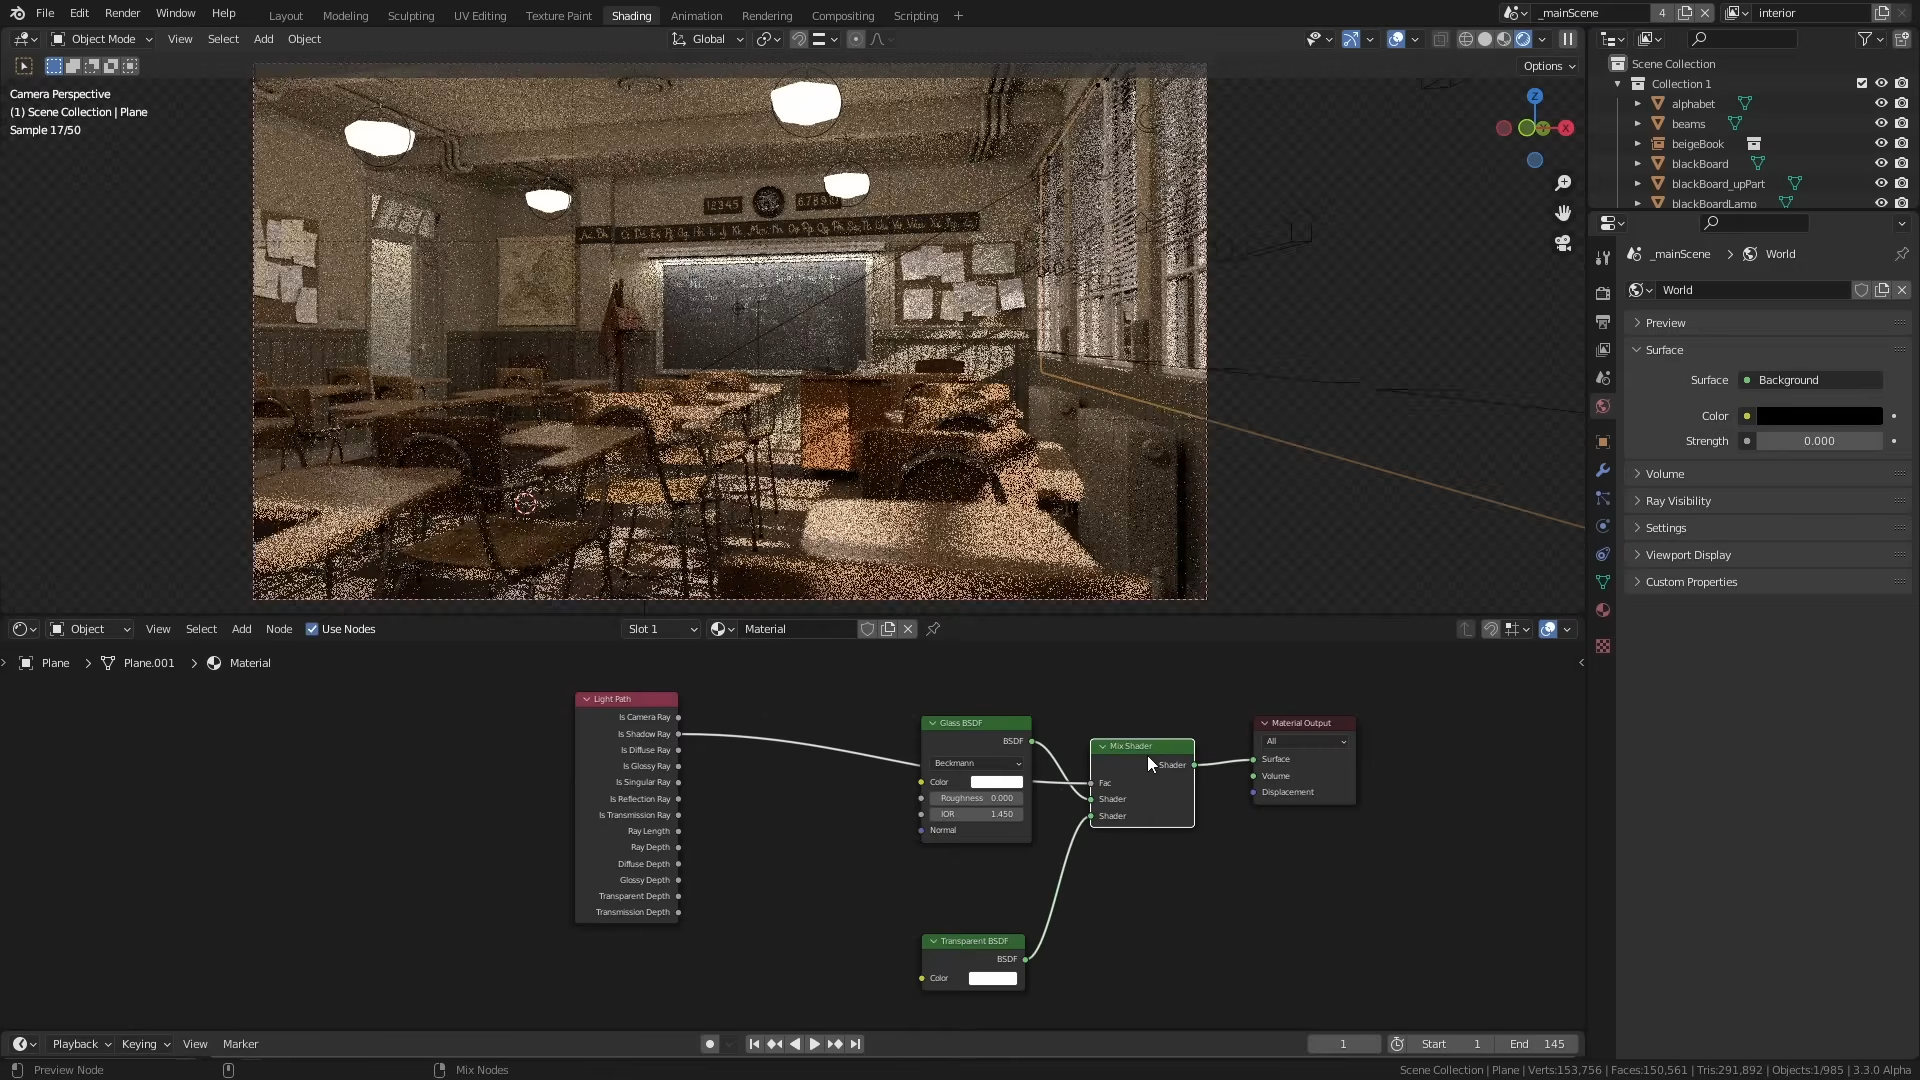 File Edit Render Window Help Layout Modeling Sculpting UV Editing Texture Paint Shading Animation Rendering Compositing Scripting + _mainScene 4 interior
Object Mode View Select Add Object Global
Options
Camera Perspective
(1) Scene Collection | Plane
Sample 17/50
Z
X
12345
Scene Collection
Collection 1
alphabet
beams
beigeBook
blackBoard
blackBoard_upPart
blackBoardLamp
_mainScene > World
World
Preview
Surface
Surface Background
Color
Strength 0.000
Volume
Ray Visibility
Settings
Viewport Display
Custom Properties
Object View Select Add Node Use Nodes Slot 1 Material
Plane > Plane.001 > Material
Light Path
Is Camera Ray
Is Shadow Ray
Is Diffuse Ray
Is Glossy Ray
Is Singular Ray
Is Reflection Ray
Is Transmission Ray
Ray Length
Ray Depth
Diffuse Depth
Glossy Depth
Transparent Depth
Transmission Depth
Glass BSDF
BSDF
Beckmann
Color
Roughness 0.000
IOR 1.450
Normal
Transparent BSDF
BSDF
Color
Mix Shader
Shader
Fac
Shader
Shader
Material Output
All
Surface
Volume
Displacement
Playback Keying View Marker 1 Start 1 End 145
Preview Node Mix Nodes Scene Collection | Plane | Verts:153,756 | Faces:150,561 | Tris:291,892 | Objects:1/985 | 3.3.0 Alpha